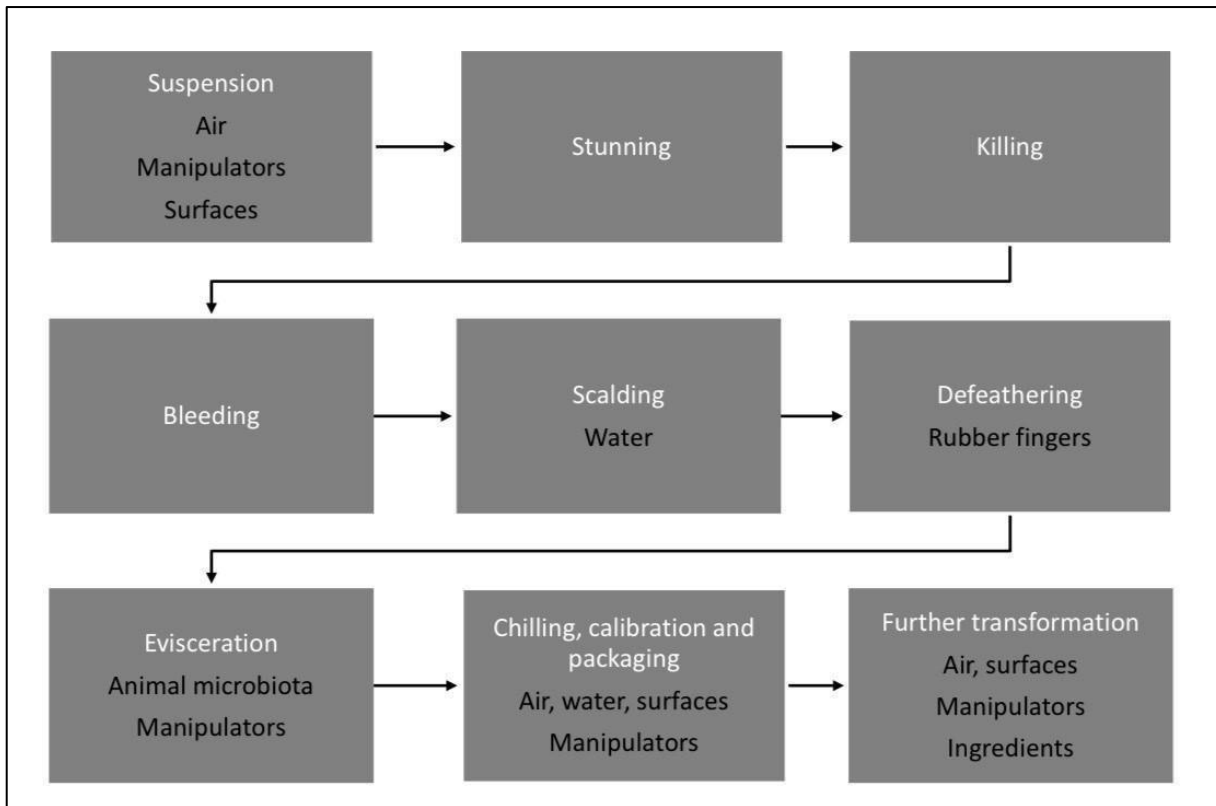 Suspension
Air
Manipulators
Surfaces
Stunning
Killing
Bleeding
Scalding
Water
Defeathering
Rubber fingers
Evisceration
Animal microbiota
Manipulators
Chilling, calibration and
packaging
Air, water, surfaces
Manipulators
Further transformation
Air, surfaces
Manipulators
Ingredients